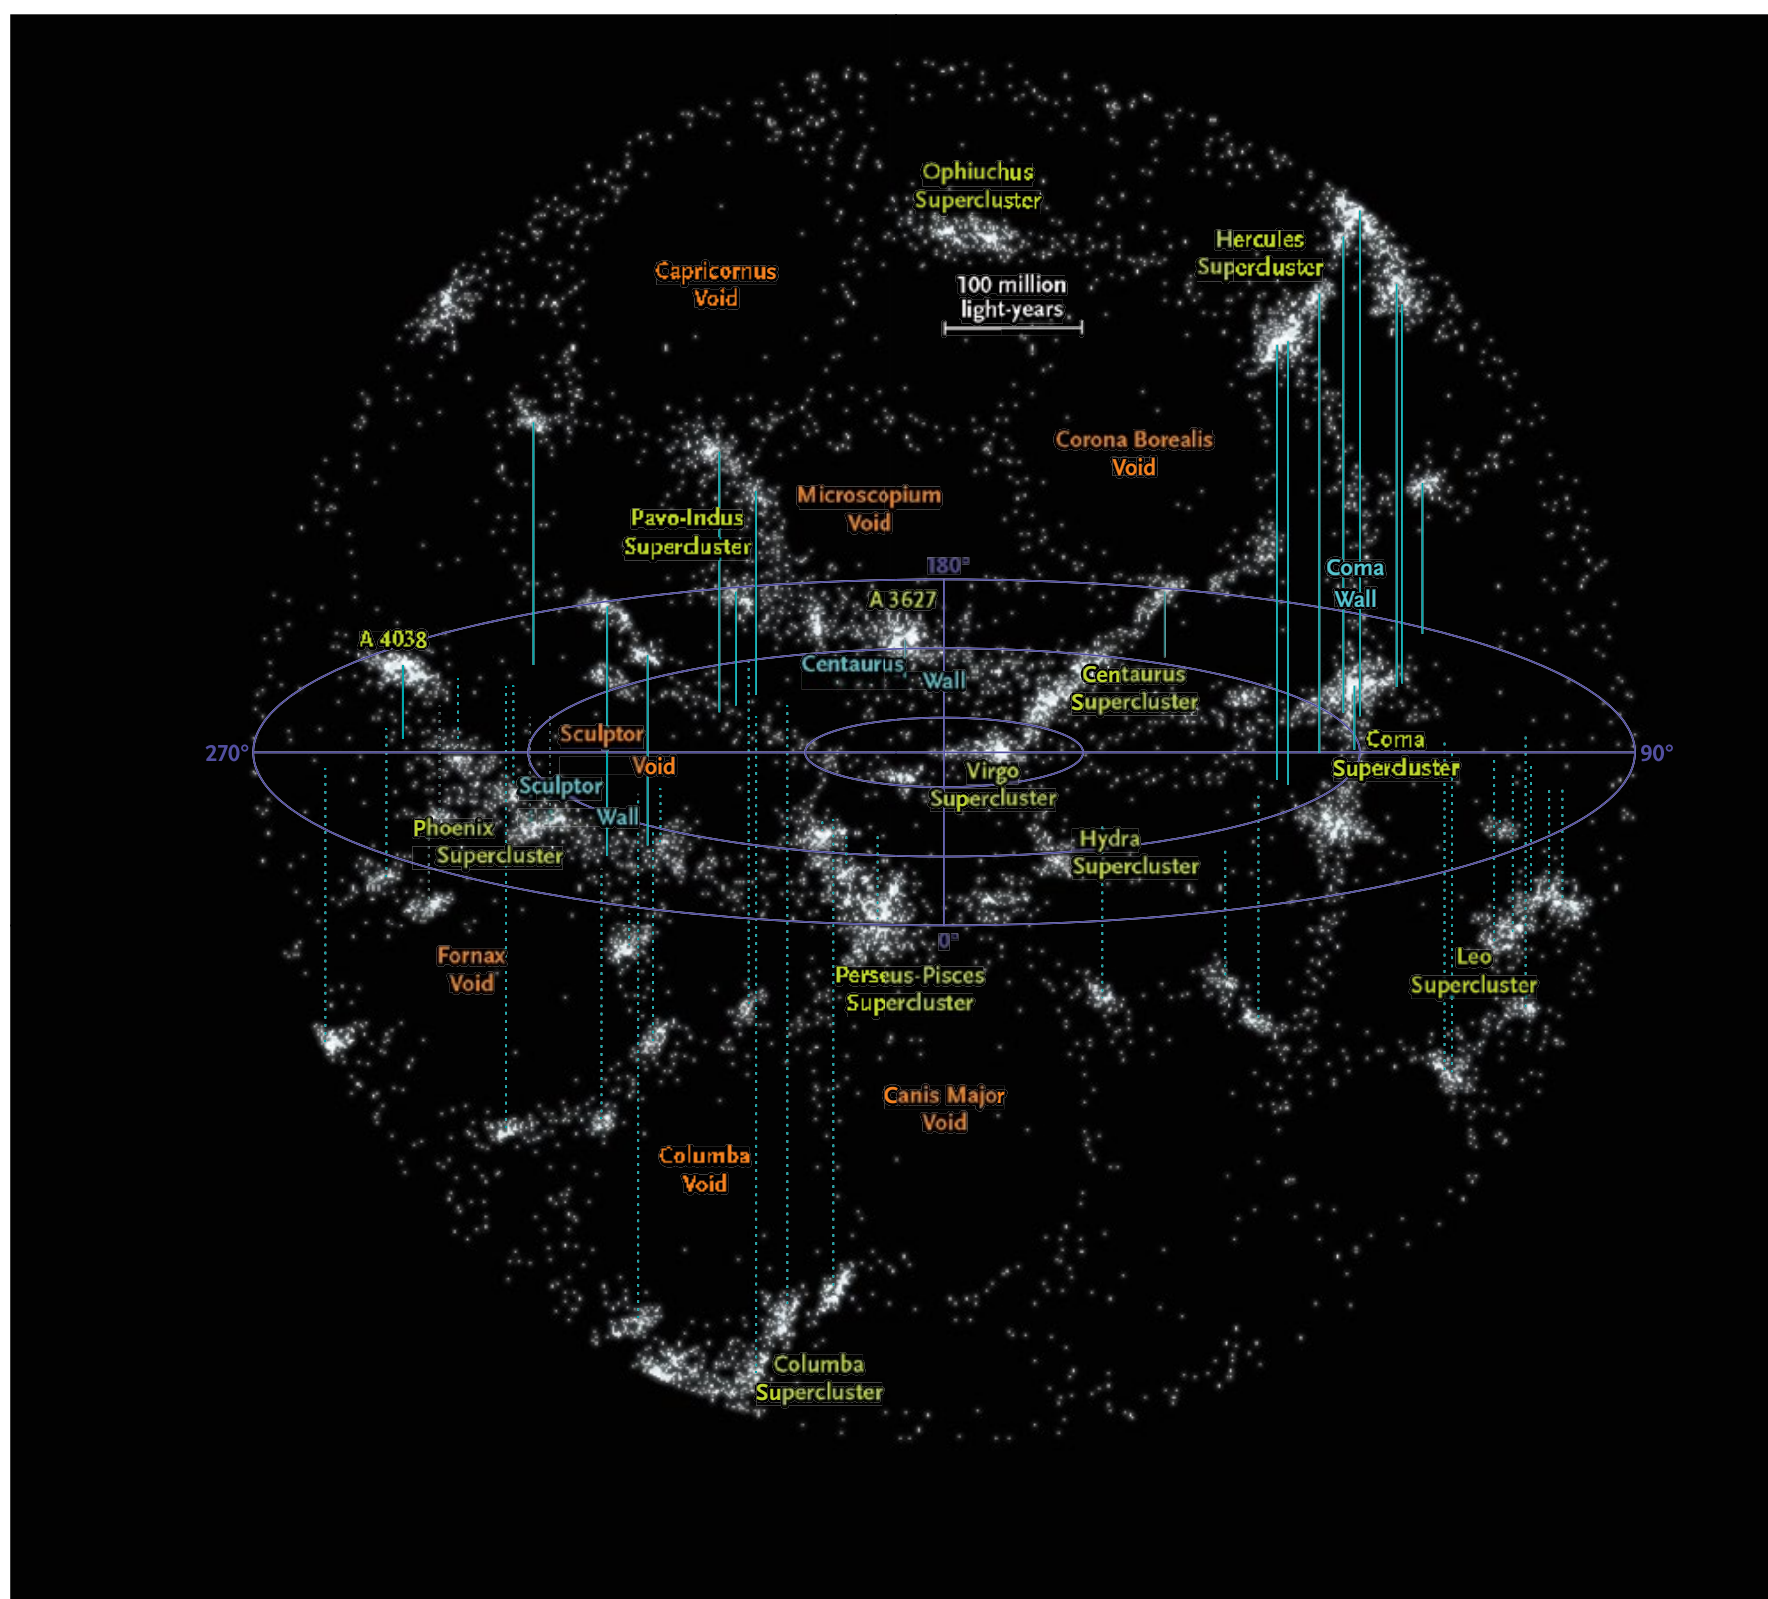 Ophiuchus
Supercluster
Hercules
Supercluster
Capricornus
Void
100 million
light-years
Corona Borealis
Void
Microscopium
Void
Pavo-Indus
Supercluster
180°
Coma
Wall
A 3627
A 4038
Centaurus
Wall
Centaurus
Supercluster
Sculptor
Void
270°
90°
Coma
Supercluster
Virgo
Supercluster
Sculptor
Wall
Phoenix
Supercluster
Hydra
Supercluster
0°
Fornax
Void
Perseus-Pisces
Supercluster
Leo
Supercluster
Canis Major
Void
Columba
Void
Columba
Supercluster